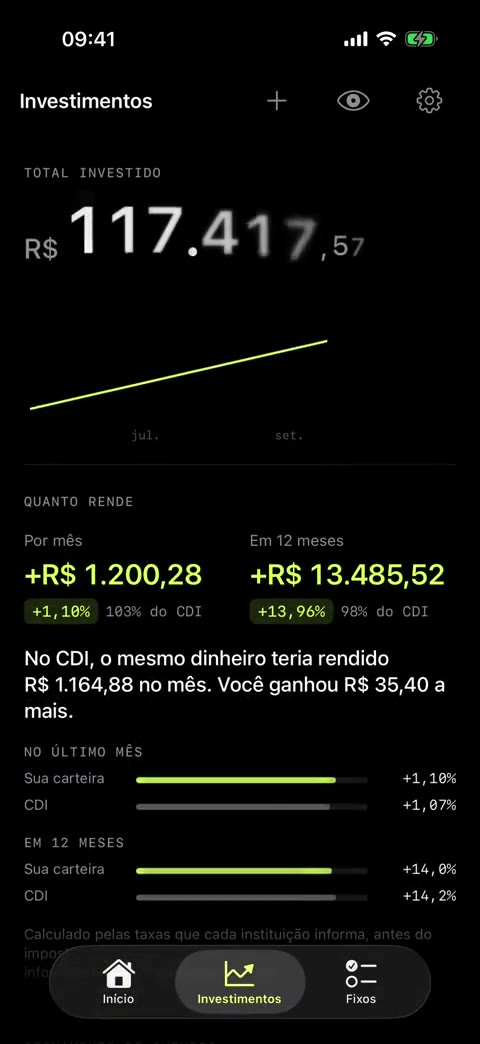 09:41
Investimentos
TOTAL INVESTIDO
R$ 117.417,57
jul. set.
QUANTO RENDE
Por mês Em 12 meses
+R$ 1.200,28 +R$ 13.485,52
+1,10% 103% do CDI +13,96% 98% do CDI
No CDI, o mesmo dinheiro teria rendido
R$ 1.164,88 no mês. Você ganhou R$ 35,40 a
mais.
NO ÚLTIMO MÊS
Sua carteira +1,10%
CDI +1,07%
EM 12 MESES
Sua carteira +14,0%
CDI +14,2%
Calculado pelas taxas que cada instituição informa, antes do
Início Investimentos Fixos